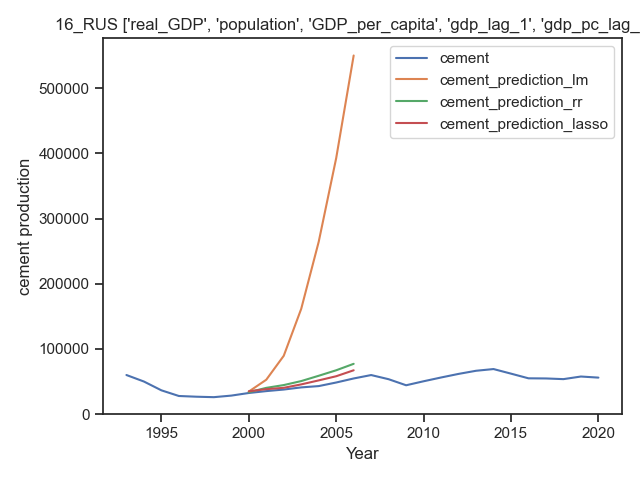 16_RUS ['real_GDP', 'population', 'GDP_per_capita', 'gdp_lag_1', 'gdp_pc_lag_
cement
cement_prediction_lm
cement_prediction_rr
cement_prediction_lasso
cement production
500000
400000
300000
200000
100000
0
1995 2000 2005 2010 2015 2020
Year